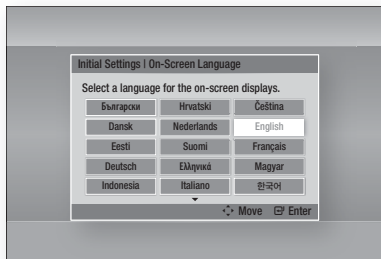 Initial Settings | On-Screen Language
Select a language for the on-screen displays.
Български Hrvatski Čeština
Dansk Nederlands English
Eesti Suomi Français
Deutsch Ελληνικά Magyar
Indonesia Italiano 한국어
Move Enter